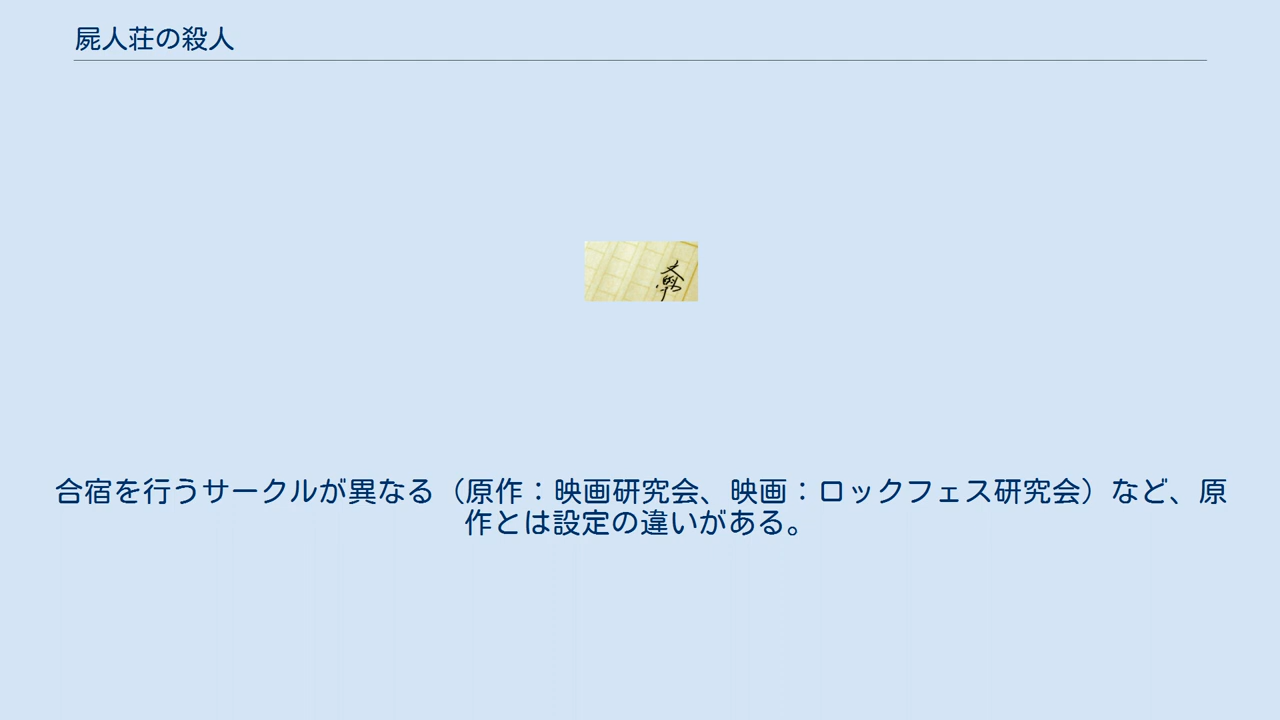 屍人荘の殺人
合宿を行うサークルが異なる（原作：映画研究会、映画：ロックフェス研究会）など、原
作とは設定の違いがある。